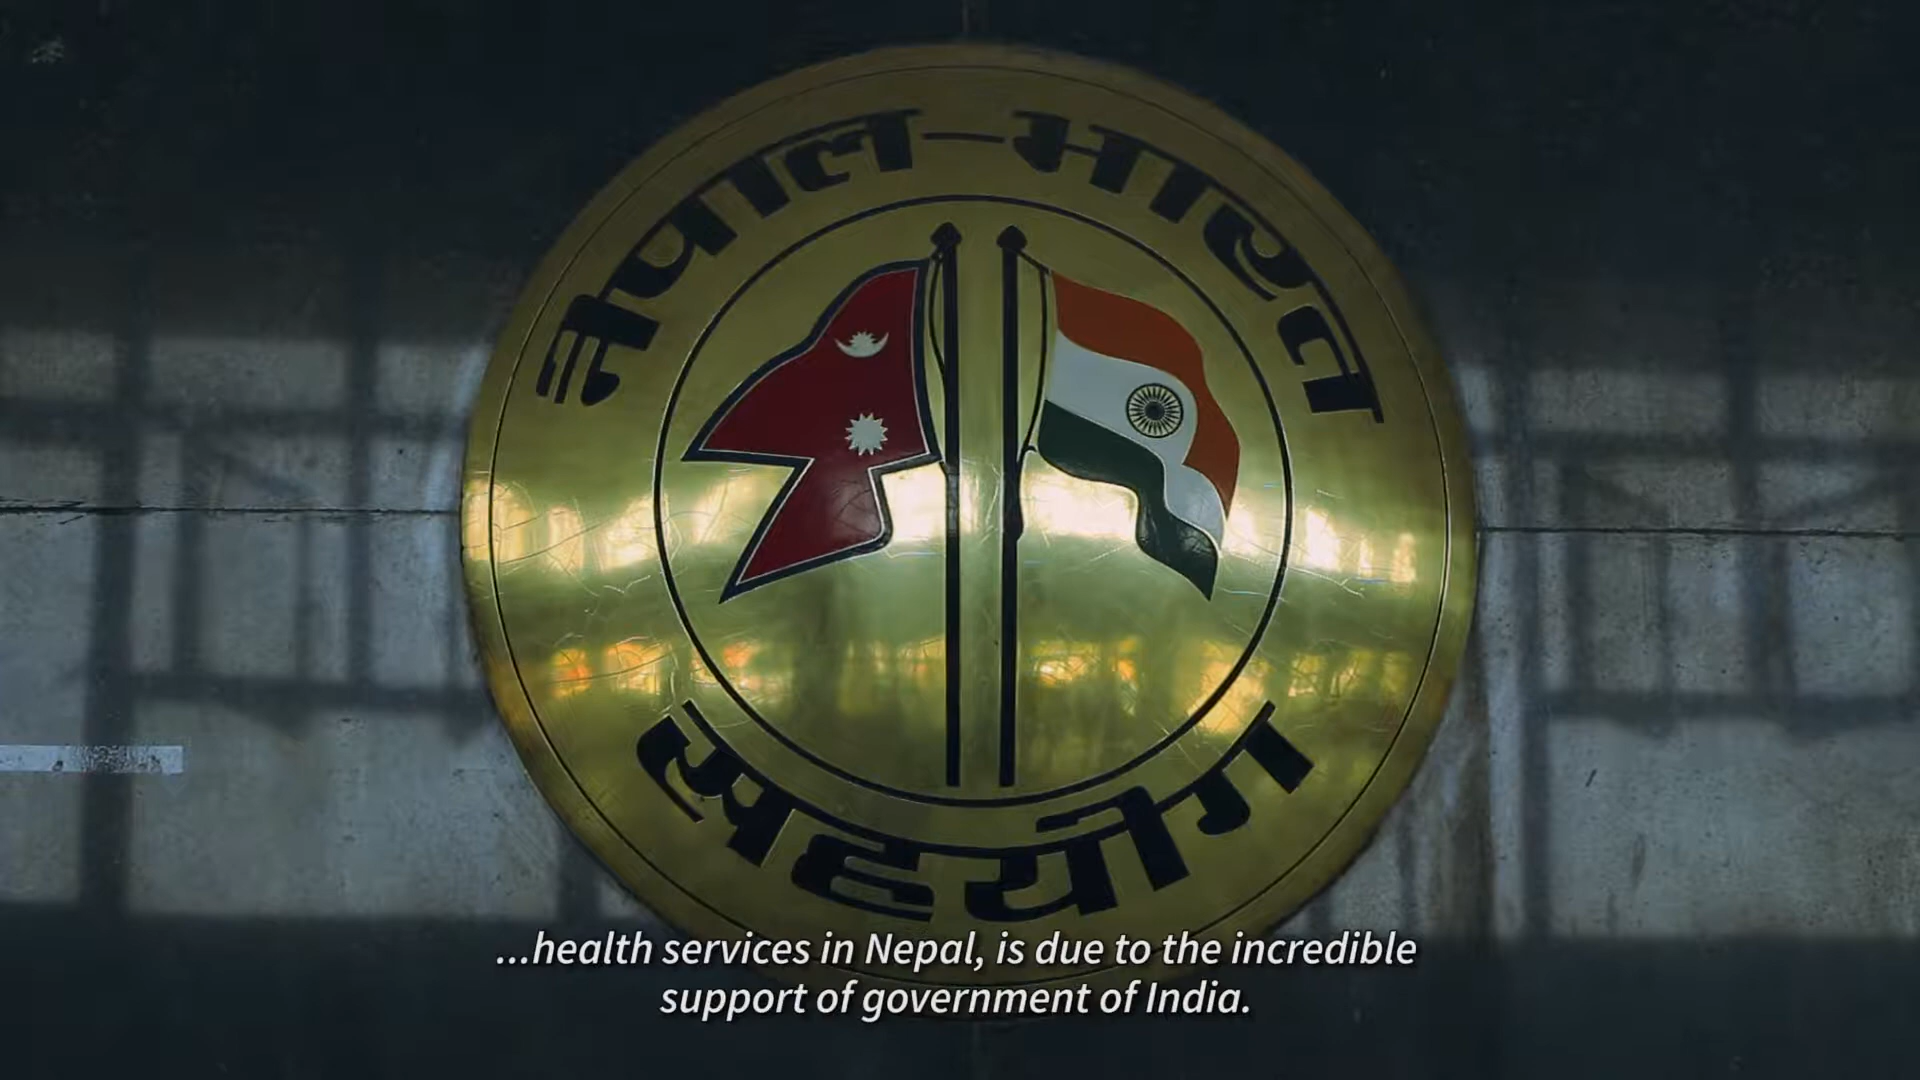 नेपाल-भारत
सहयोग
...health services in Nepal, is due to the incredible
support of government of India.